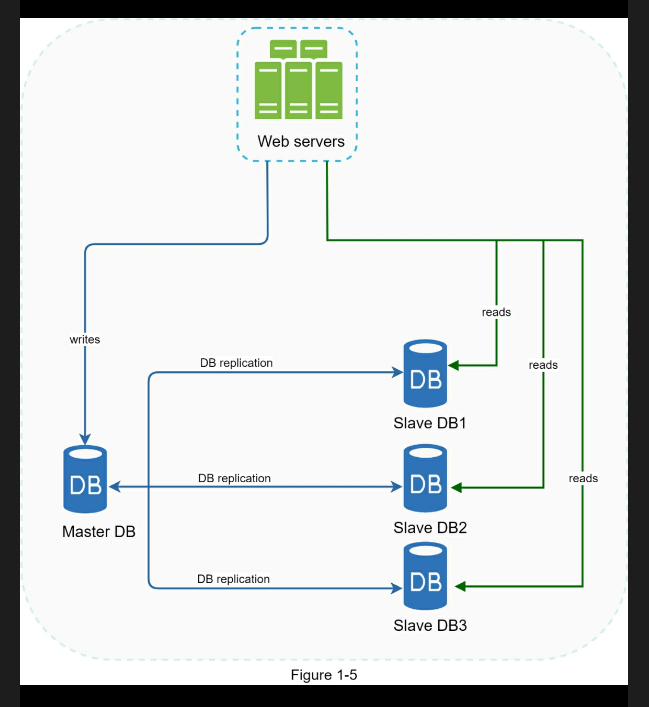 Web servers
writes
reads
DB replication
reads
DB
Slave DB1
reads
DB replication
DB
DB
Master DB
Slave DB2
DB replication
DB
Slave DB3
Figure 1-5